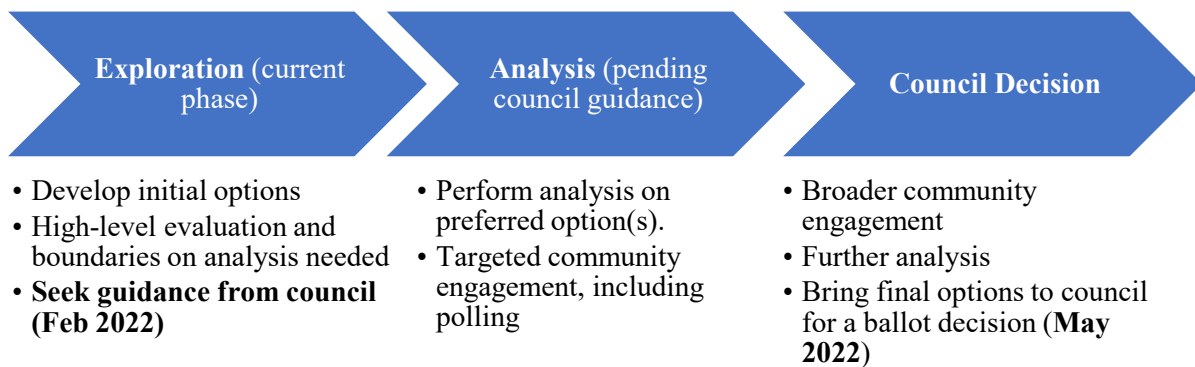 Exploration (current
phase)
• Develop initial options
• High-level evaluation and
boundaries on analysis needed
• Seek guidance from council
(Feb 2022)
Analysis (pending
council guidance)
• Perform analysis on
preferred option(s).
• Targeted community
engagement, including
polling
Council Decision
• Broader community
engagement
• Further analysis
• Bring final options to council
for a ballot decision (May
2022)